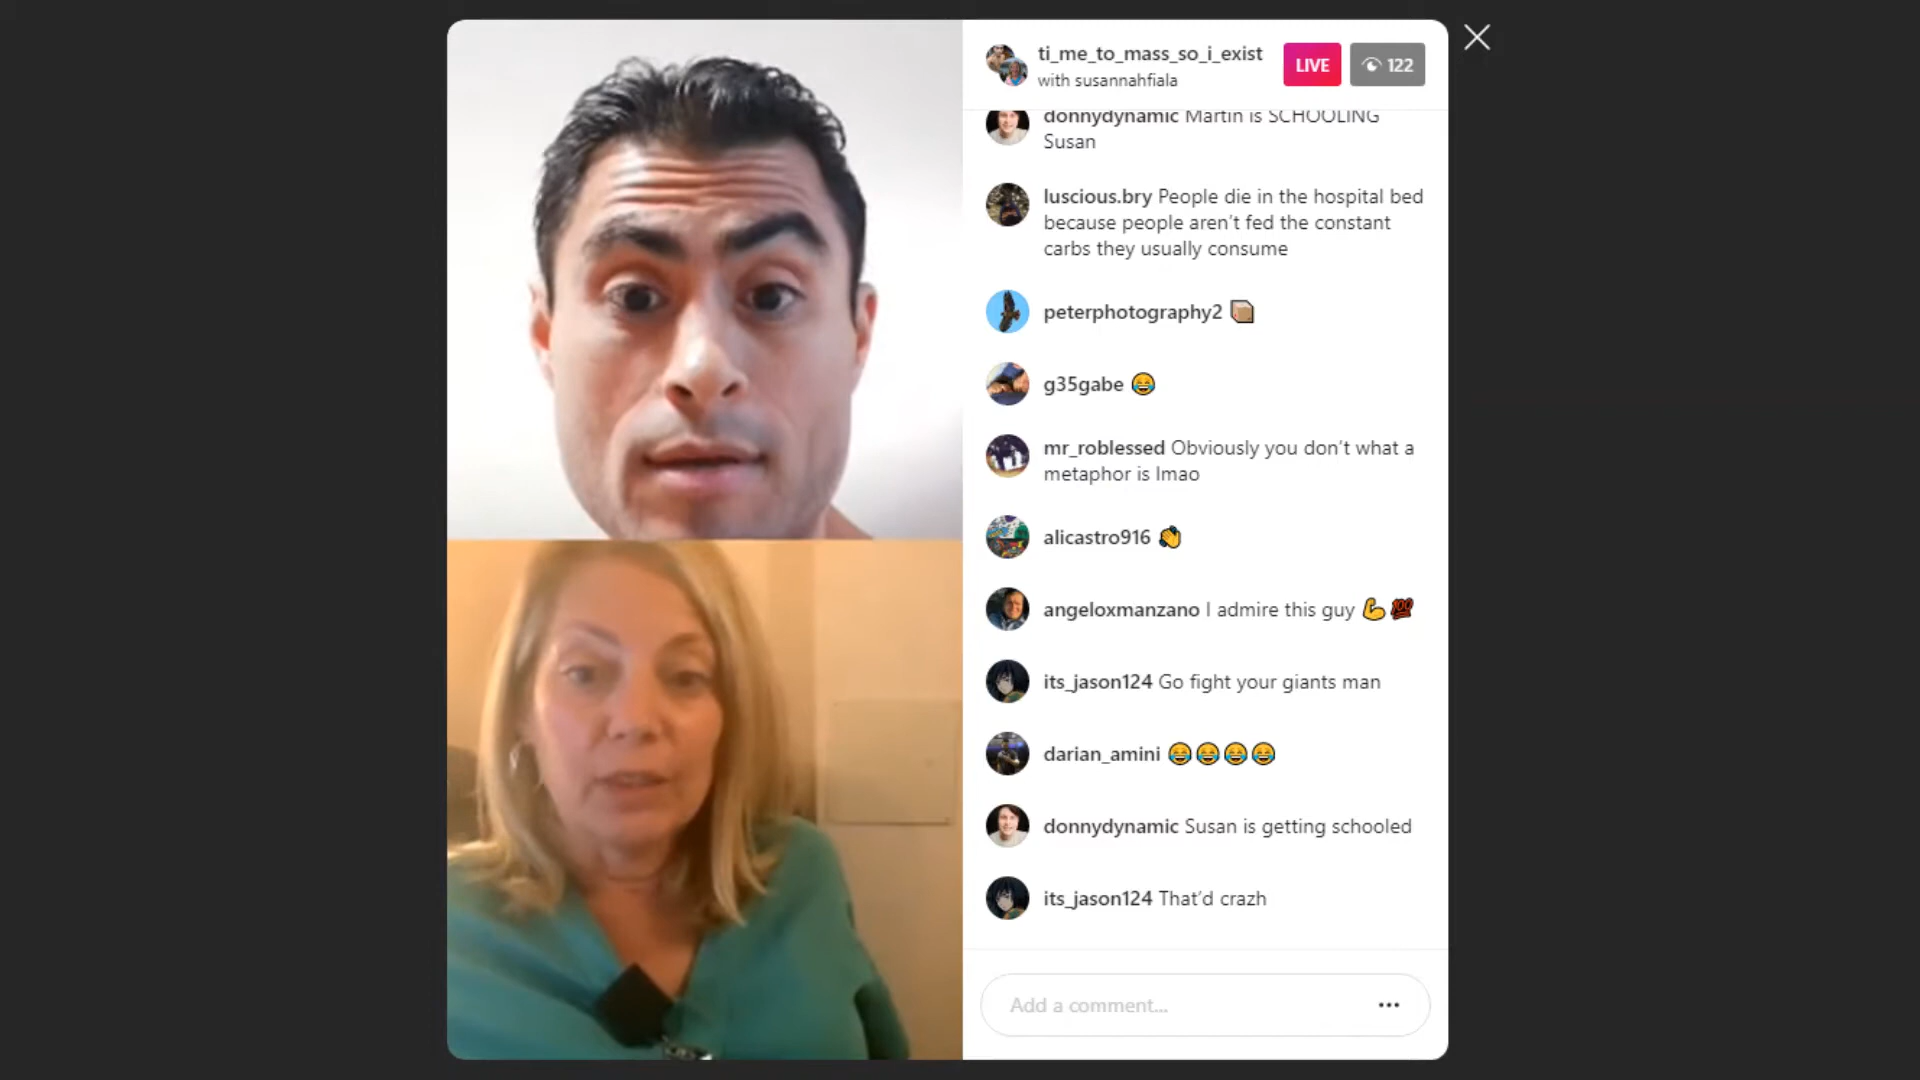 ti_me_to_mass_so_i_exist
with susannahfiala
LIVE
122
donnydynamic Martin is SCHOOLING
Susan
luscious.bry People die in the hospital bed
because people aren't fed the constant
carbs they usually consume
peterphotography2
g35gabe 😂
mr_roblessed Obviously you don't what a
metaphor is lmao
alicastro916 👏
angeloxmanzano I admire this guy 💪💯
its_jason124 Go fight your giants man
darian_amini 😂😂😂😂
donnydynamic Susan is getting schooled
its_jason124 That'd crazh
Add a comment...